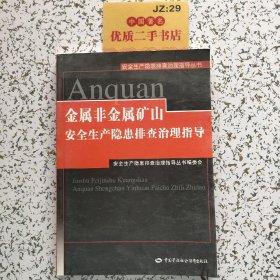 JZ:29
中国著名
优质二手书店
安全生产隐患排查治理指导丛书
Anquan
金属非金属矿山
安全生产隐患排查治理指导
安全生产隐患排查治理指导丛书编委会
Jinshu Feijinshu Kuangshan
Anquan Shengchan Yinhuan Paicha Zhili Zhidao
中国劳动社会保障出版社